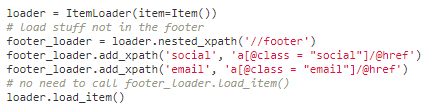 loader = ItemLoader(item=Item())
# load stuff not in the footer
footer_loader = loader.nested_xpath('//footer')
footer_loader.add_xpath('social', 'a[@class = "social"]/@href')
footer_loader.add_xpath('email', 'a[@class = "email"]/@href')
# no need to call footer_loader.load_item()
loader.load_item()